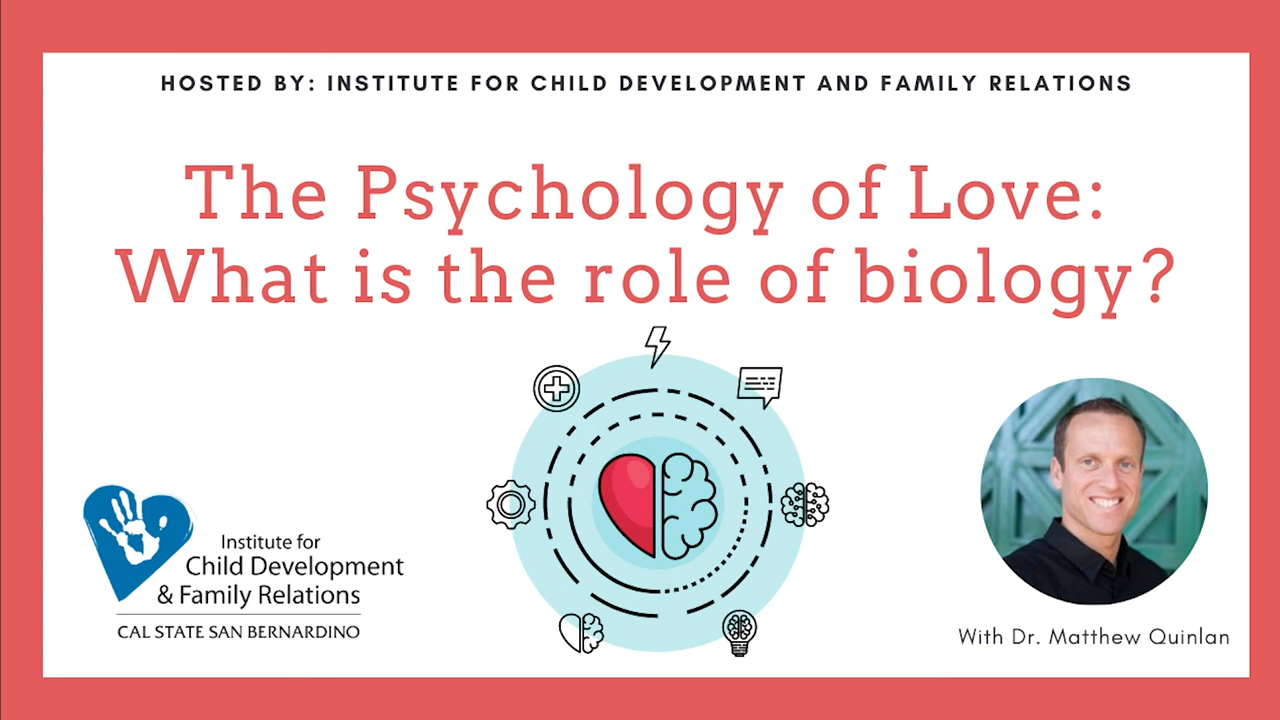 HOSTED BY: INSTITUTE FOR CHILD DEVELOPMENT AND FAMILY RELATIONS
The Psychology of Love:
What is the role of biology?
Institute for
Child Development
& Family Relations
CAL STATE SAN BERNARDINO
With Dr. Matthew Quinlan